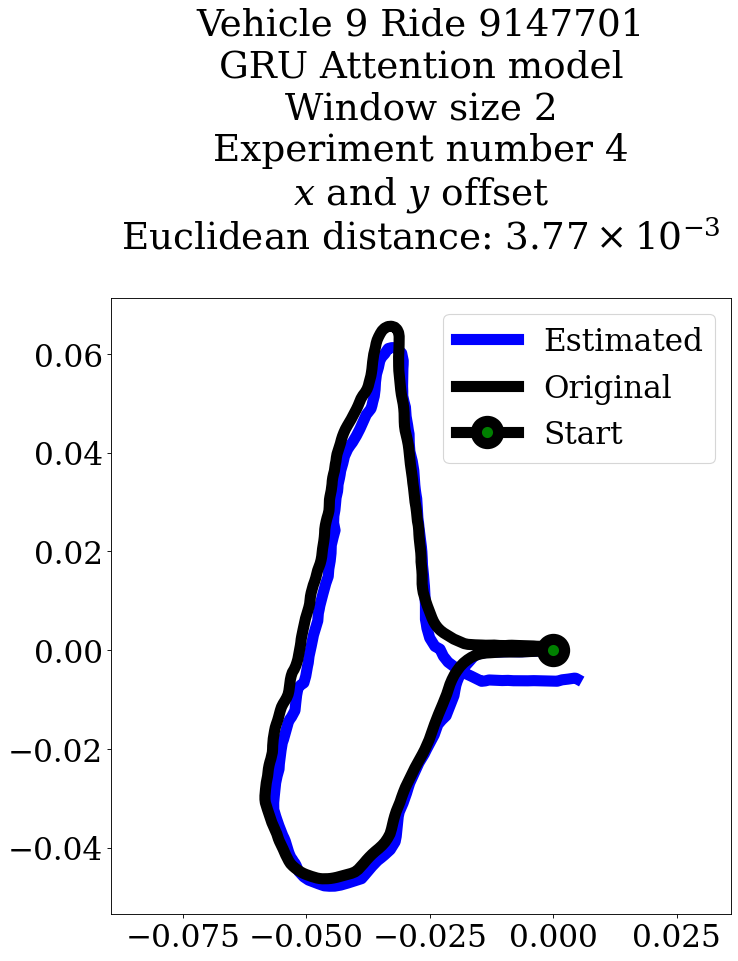 Vehicle 9 Ride 9147701
GRU Attention model
Window size 2
Experiment number 4
x and y offset
Euclidean distance: 3.77 × 10⁻³
Estimated
Original
Start
0.06
0.04
0.02
0.00
−0.02
−0.04
−0.075 −0.050 −0.025 0.000 0.025